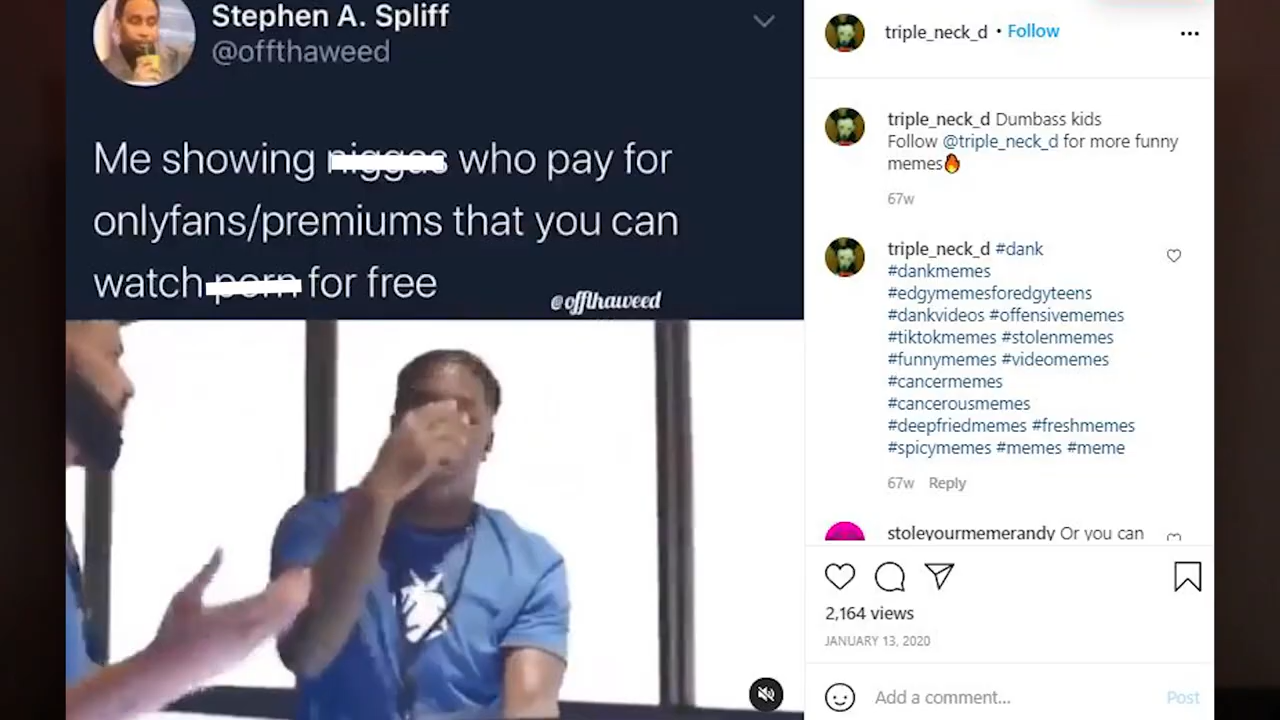 Stephen A. Spliff
@offthaweed
Me showing niggas who pay for
onlyfans/premiums that you can
watch porn for free
@offthaweed
triple_neck_d • Follow
triple_neck_d Dumbass kids
Follow @triple_neck_d for more funny
memes🔥
67w
triple_neck_d #dank
#dankmemes
#edgymemesforedgyteens
#dankvideos #offensivememes
#tiktokmemes #stolenmemes
#funnymemes #videomemes
#cancermemes
#cancerousmemes
#deepfriedmemes #freshmemes
#spicymemes #memes #meme
67w Reply
stoleyourmemerandy Or you can
2,164 views
JANUARY 13, 2020
Add a comment... Post